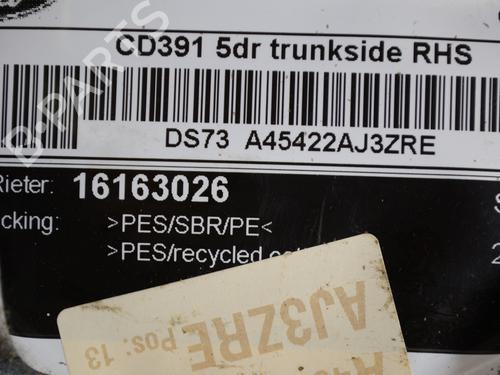 CD391 5dr trunkside RHS
DS73 A45422AJ3ZRE
Rieter: 16163026
cking: >PES/SBR/PE<
>PES/recycled
AJ3ZRE Pos: 13
B-PARTS